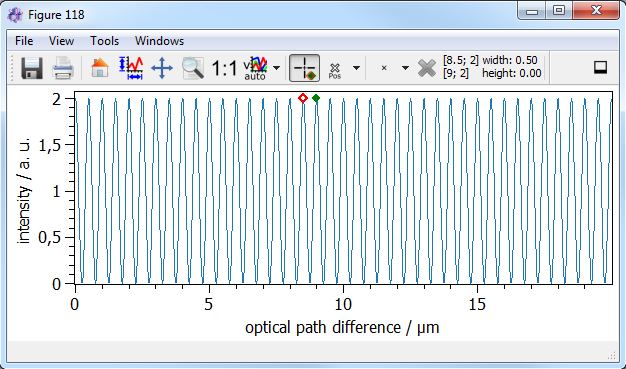 Figure 118
File View Tools Windows
1:1 v auto Pos [8.5; 2] width: 0.50
[9; 2] height: 0.00
2
1,5
1
0,5
0
intensity / a. u.
0 5 10 15
optical path difference / µm